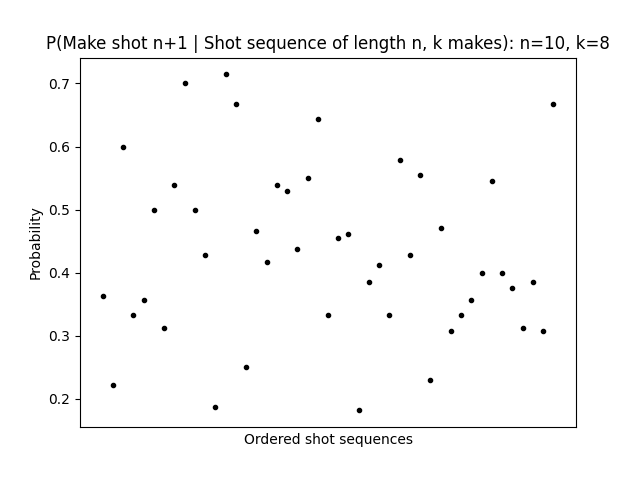 P(Make shot n+1 | Shot sequence of length n, k makes): n=10, k=8
0.7
0.6
0.5
0.4
0.3
0.2
Probability
Ordered shot sequences